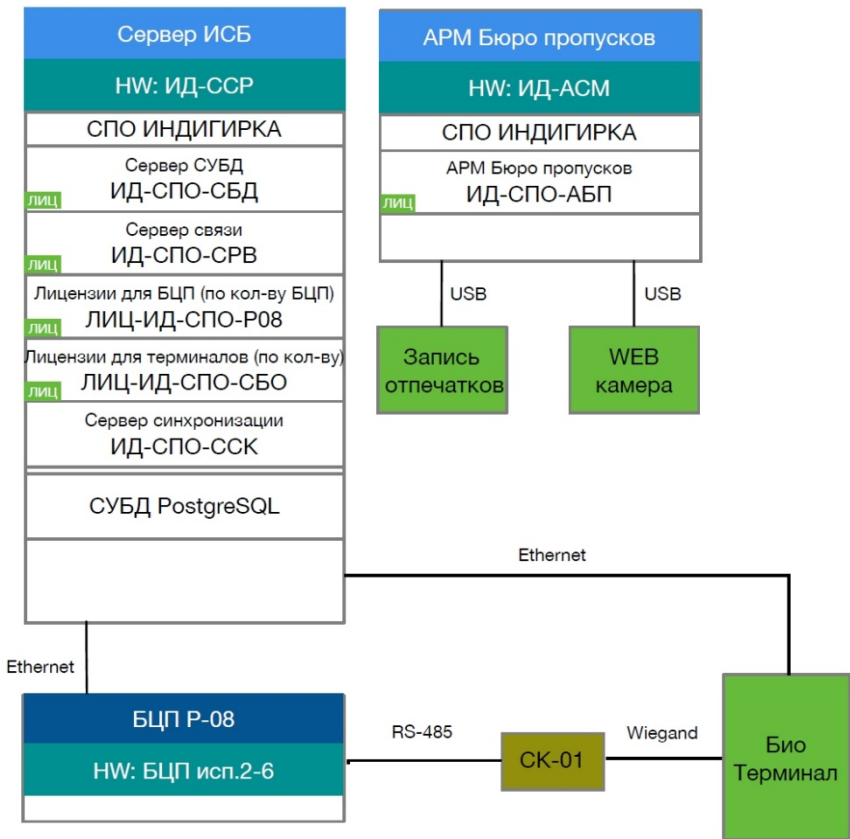 Сервер ИСБ
HW: ИД-ССР
СПО ИНДИГИРКА
Сервер СУБД
ИД-СПО-СБД
ЛИЦ
Сервер связи
ИД-СПО-СРВ
ЛИЦ
Лицензии для БЦП (по кол-ву БЦП)
ЛИЦ-ИД-СПО-Р08
ЛИЦ
Лицензии для терминалов (по кол-ву)
ЛИЦ-ИД-СПО-СБО
ЛИЦ
Сервер синхронизации
ИД-СПО-ССК
СУБД PostgreSQL
АРМ Бюро пропусков
HW: ИД-АСМ
СПО ИНДИГИРКА
АРМ Бюро пропусков
ИД-СПО-АБП
ЛИЦ
USB
USB
Запись
отпечатков
WEB
камера
Ethernet
Ethernet
БЦП Р-08
HW: БЦП исп.2-6
RS-485
СК-01
Wiegand
Био
Терминал